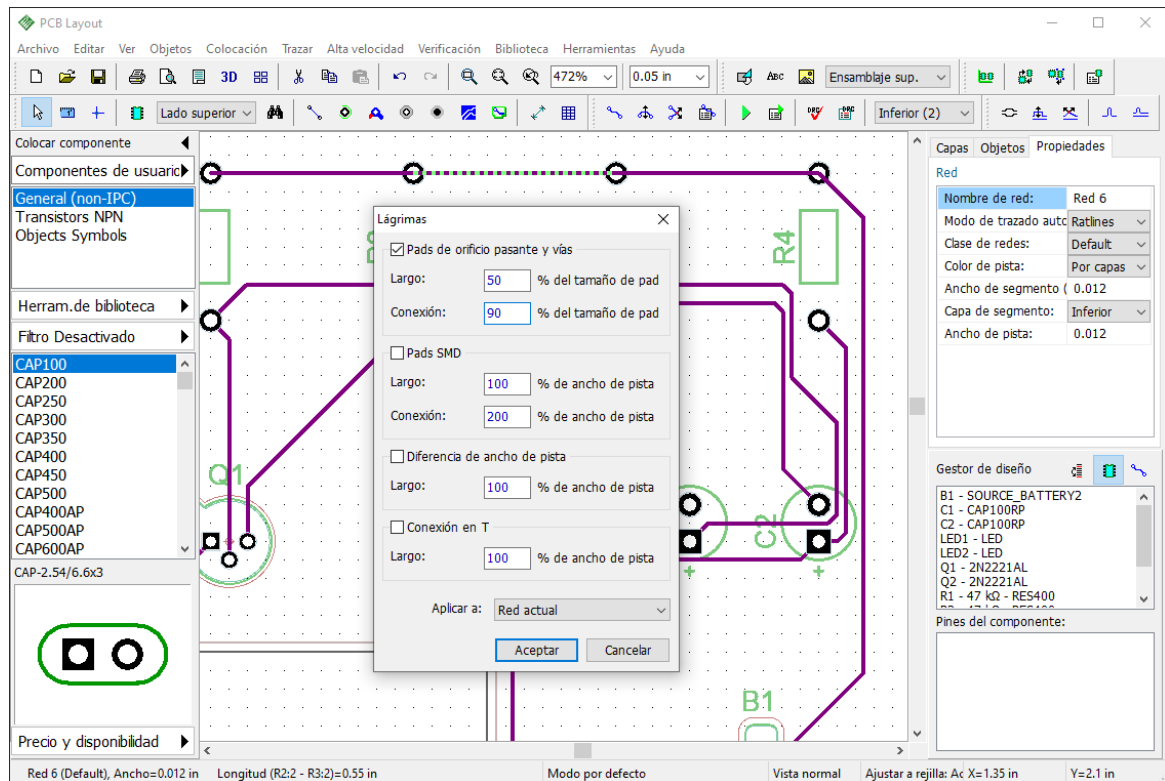 PCB Layout
Archivo Editar Ver Objetos Colocación Trazar Alta velocidad Verificación Biblioteca Herramientas Ayuda
3D 472% 0.05 in ABC Ensamblaje sup.
Lado superior Inferior (2)
Colocar componente
Componentes de usuaric
General (non-IPC)
Transistors NPN
Objects Symbols
Herram.de biblioteca
Filtro Desactivado
CAP100
CAP200
CAP250
CAP300
CAP350
CAP400
CAP450
CAP500
CAP400AP
CAP500AP
CAP600AP
CAP-2.54/6.6x3
Precio y disponibilidad
R4
Q1
C2
+
+
B1
Lágrimas
Pads de orificio pasante y vías
Largo: 50 % del tamaño de pad
Conexión: 90 % del tamaño de pad
Pads SMD
Largo: 100 % de ancho de pista
Conexión: 200 % de ancho de pista
Diferencia de ancho de pista
Largo: 100 % de ancho de pista
Conexión en T
Largo: 100 % de ancho de pista
Aplicar a: Red actual
Aceptar Cancelar
Capas Objetos Propiedades
Red
Nombre de red: Red 6
Modo de trazado autc Ratlines
Clase de redes: Default
Color de pista: Por capas
Ancho de segmento ( 0.012
Capa de segmento: Inferior
Ancho de pista: 0.012
Gestor de diseño
B1 - SOURCE_BATTERY2
C1 - CAP100RP
C2 - CAP100RP
LED1 - LED
LED2 - LED
Q1 - 2N2221AL
Q2 - 2N2221AL
R1 - 47 kΩ - RES400
Pines del componente:
Red 6 (Default), Ancho=0.012 in Longitud (R2:2 - R3:2)=0.55 in Modo por defecto Vista normal Ajustar a rejilla: Ac X=1.35 in Y=2.1 in